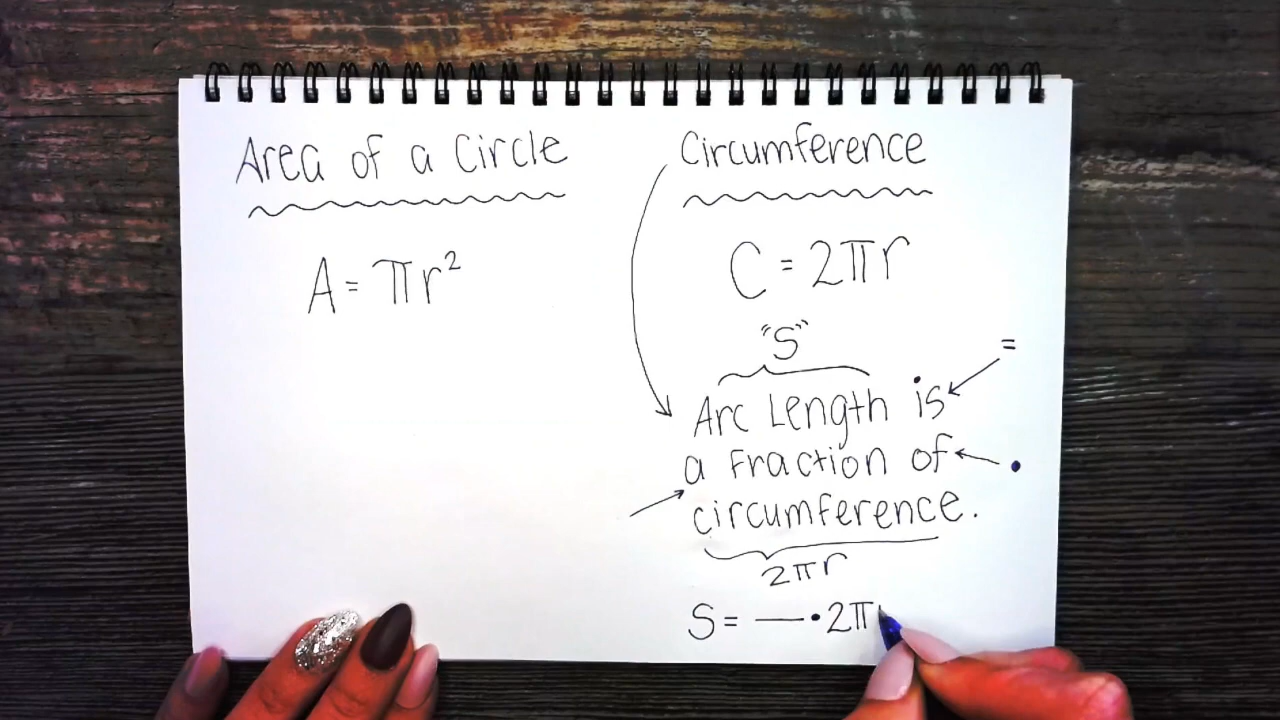 Area of a Circle
A = πr²
Circumference
C = 2πr
"S"
=
Arc Length is
a fraction of
•
circumference.
2πr
S = — • 2π